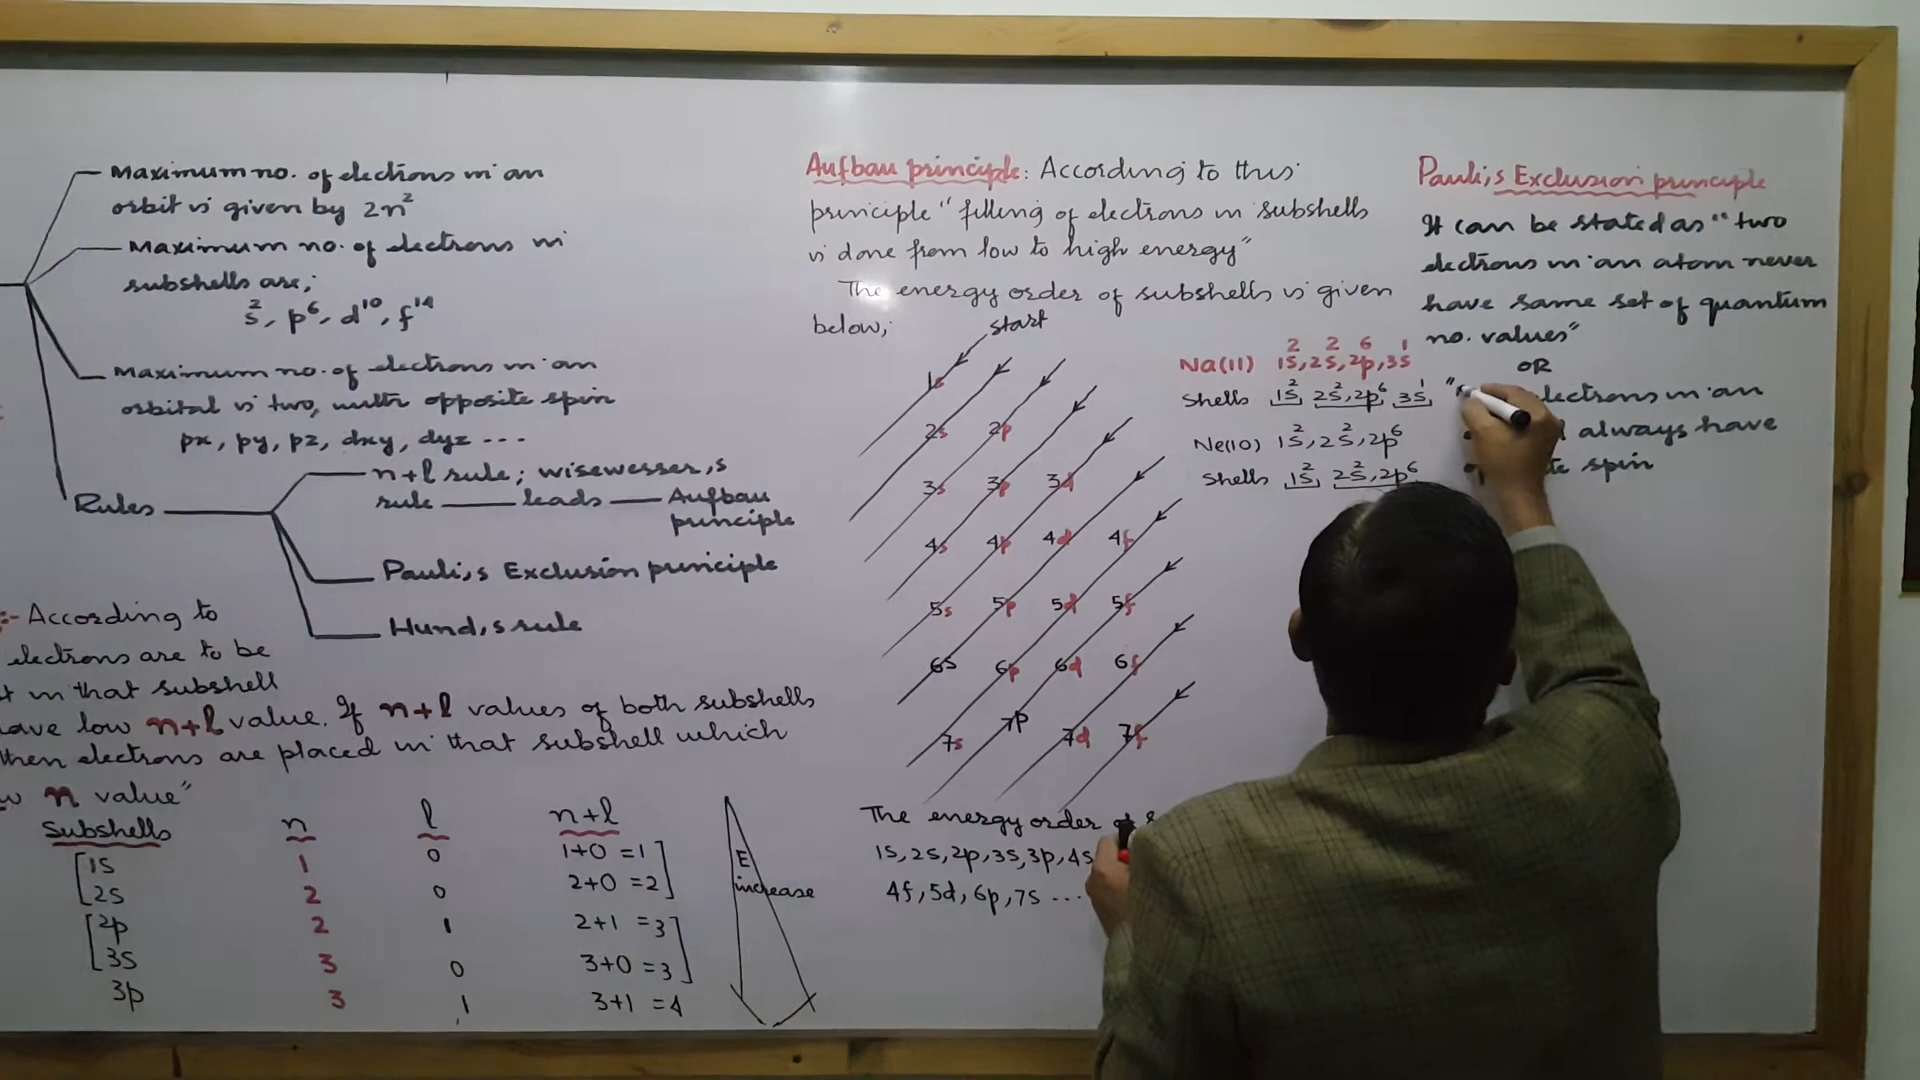 Maximum no. of electrons in an
orbit is given by 2n²
Maximum no. of electrons in
subshells are;
s², p⁶, d¹⁰, f¹⁴
Maximum no. of electrons in an
orbital is two, with opposite spin
px, py, pz, dxy, dyz ---
Rules
n+l rule; wisewesser,s
rule — leads — Aufbau
principle
Pauli,s Exclusion principle
Hund,s rule
:- According to
electrons are to be
in that subshell
have low n+l value. If n+l values of both subshells
then electrons are placed in that subshell which
n value"
Subshells n l n+l
1s 1 0 1+0 =1
2s 2 0 2+0 =2
2p 2 1 2+1 =3
3s 3 0 3+0 =3
3p 3 1 3+1 =4
E
increase
Aufbau principle: According to this
principle "filling of electrons in subshells
is done from low to high energy"
The energy order of subshells is given
below;
start
1s
2s 2p
3s 3p 3d
4s 4p 4d 4f
5s 5p 5d 5f
6s 6p 6d 6f
7s 7p 7d 7f
The energy order of
1s, 2s, 2p, 3s, 3p, 4s
4f, 5d, 6p, 7s ...
Na(11) 1s², 2s², 2p⁶, 3s¹
Shells 1s² 2s², 2p⁶ 3s¹
Ne(10) 1s², 2s², 2p⁶
Shells 1s² 2s², 2p⁶
Pauli,s Exclusion principle
It can be stated as "two
electrons in an atom never
have same set of quantum
no. values"
OR
electrons in an
always have
spin